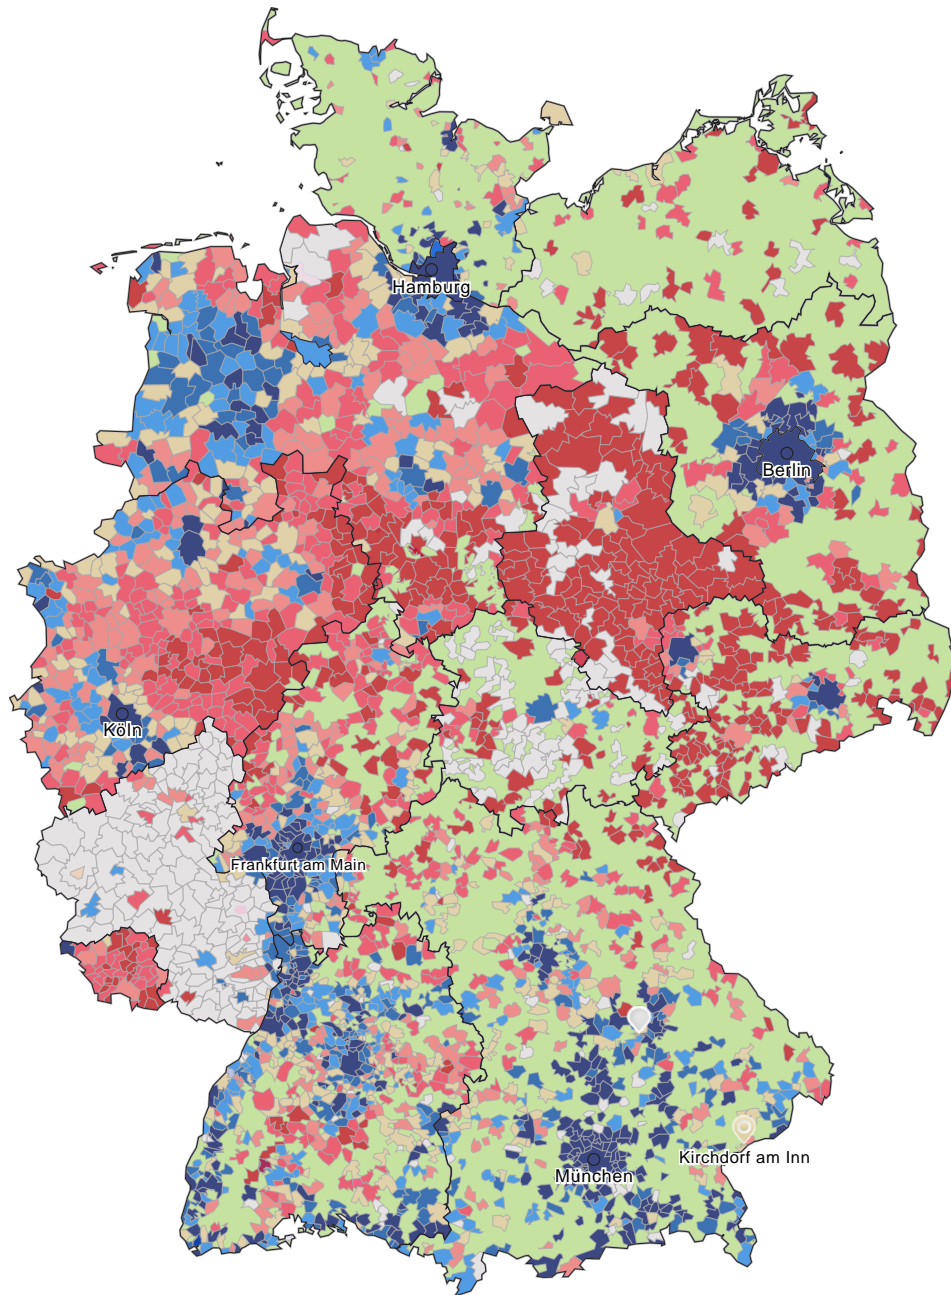 Hamburg
Berlin
Köln
Frankfurt am Main
Kirchdorf am Inn
München